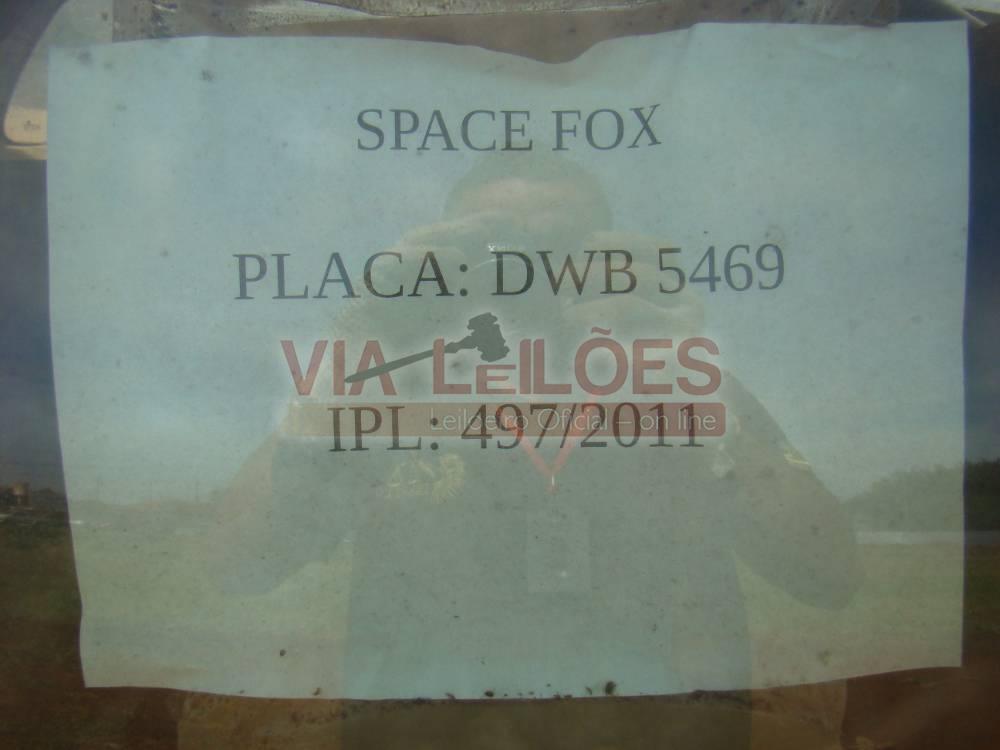 SPACE FOX
PLACA: DWB 5469
VIA LEILÕES
Leiloeiro Oficial – on line
IPL: 497/2011